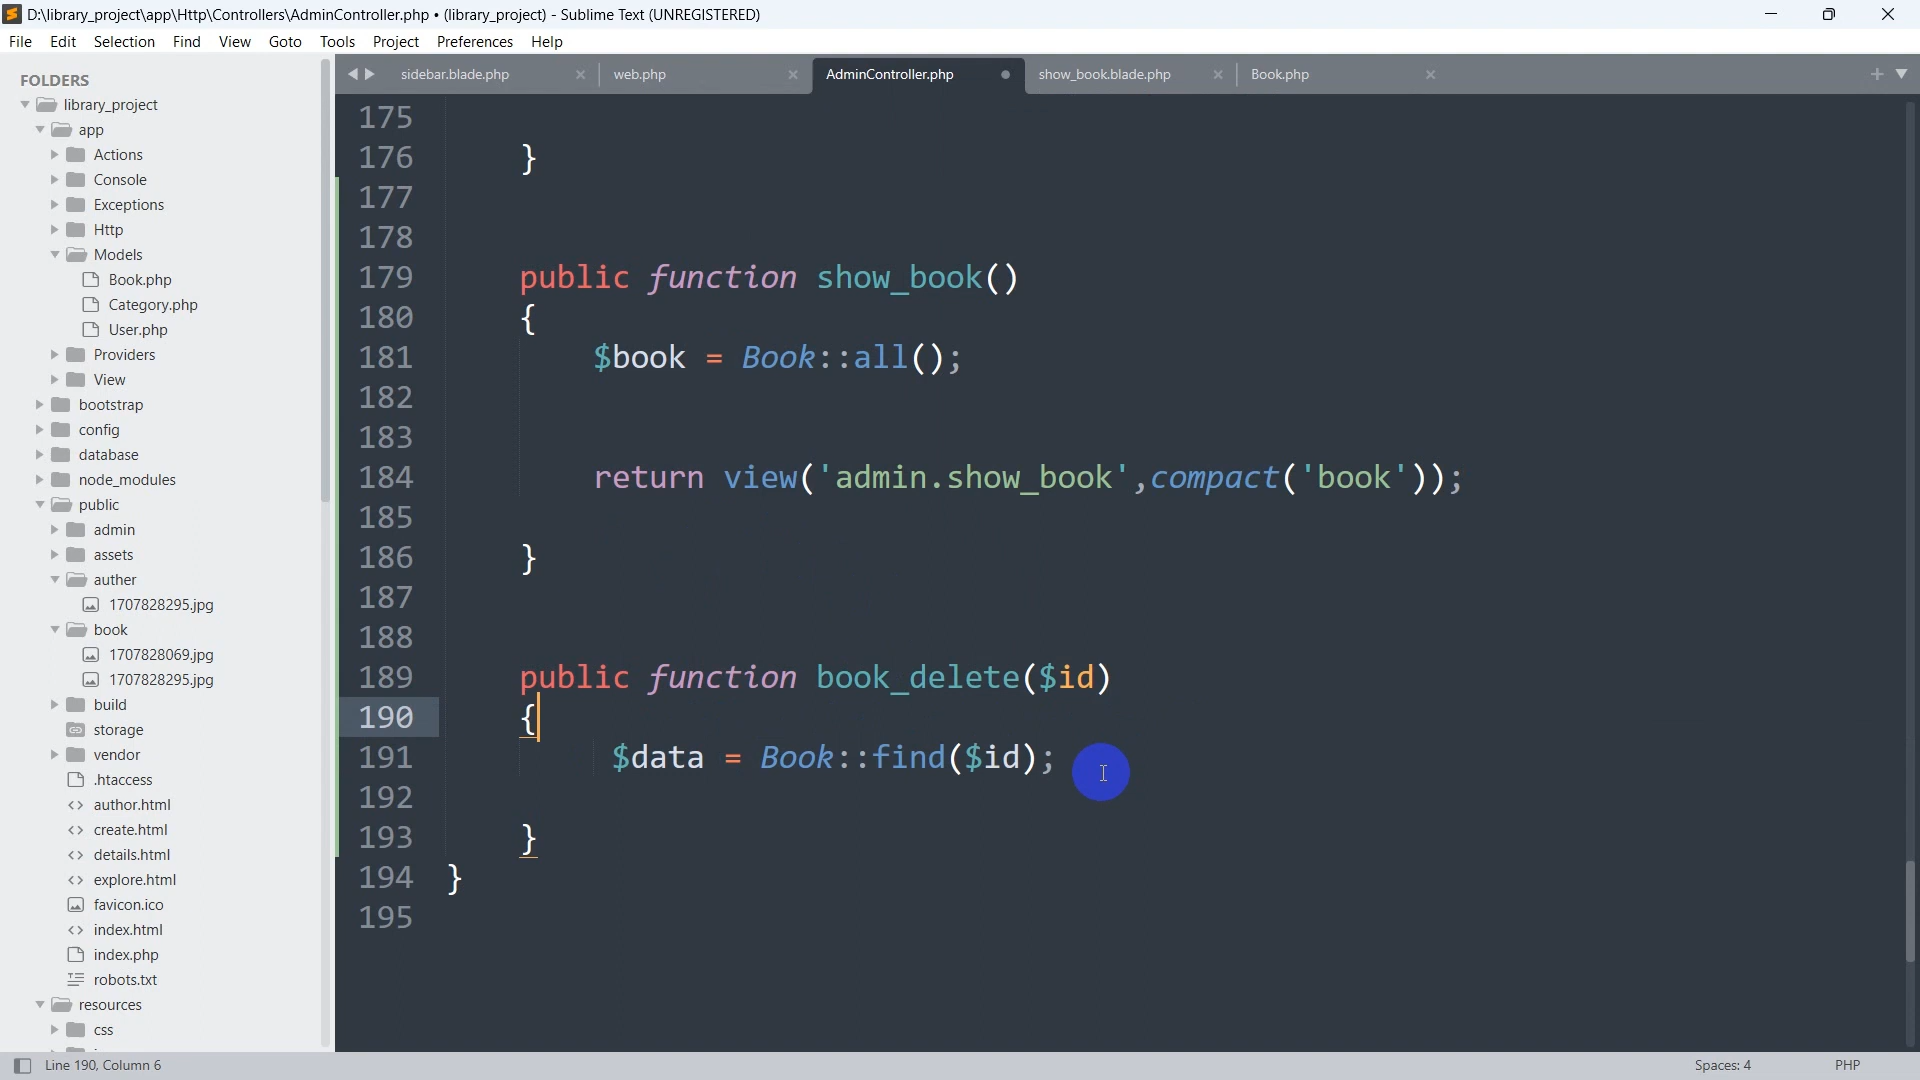 D:\library_project\app\Http\Controllers\AdminController.php • (library_project) - Sublime Text (UNREGISTERED)
File Edit Selection Find View Goto Tools Project Preferences Help
FOLDERS
library_project
app
Actions
Console
Exceptions
Http
Models
Book.php
Category.php
User.php
Providers
View
bootstrap
config
database
node_modules
public
admin
assets
auther
1707828295.jpg
book
1707828069.jpg
1707828295.jpg
build
storage
vendor
.htaccess
author.html
create.html
details.html
explore.html
favicon.ico
index.html
index.php
robots.txt
resources
css
sidebar.blade.php web.php AdminController.php show_book.blade.php Book.php
175
176 }
177
178
179 public function show_book()
180 {
181 $book = Book::all();
182
183
184 return view('admin.show_book',compact('book'));
185
186 }
187
188
189 public function book_delete($id)
190 {
191 $data = Book::find($id);
192
193 }
194 }
195
Line 190, Column 6 Spaces: 4 PHP